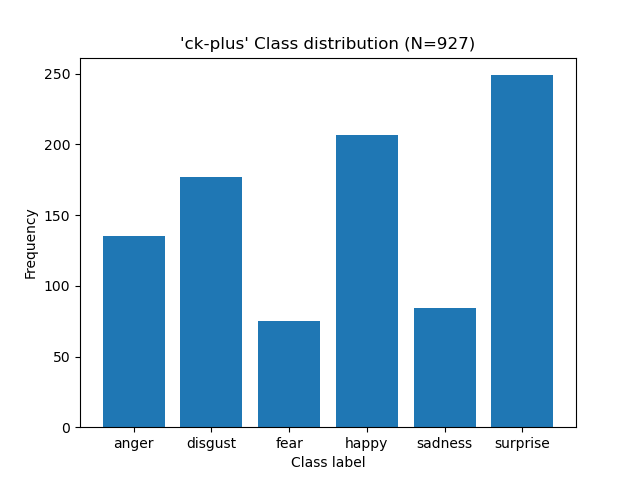 'ck-plus' Class distribution (N=927)
250
200
150
100
50
0
Frequency
anger disgust fear happy sadness surprise
Class label